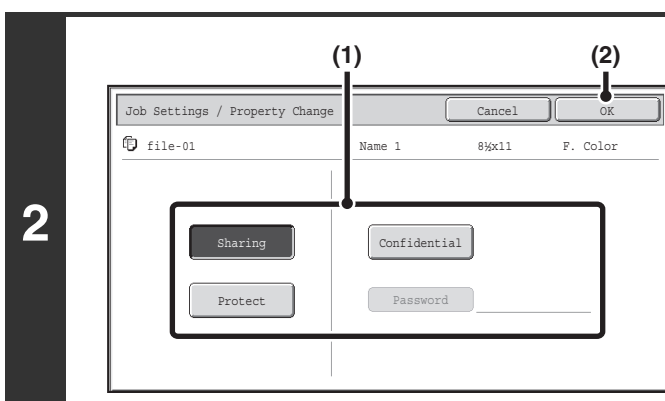 (1) (2)
Job Settings / Property Change Cancel OK
file-01 Name 1 8½x11 F. Color
2
Sharing Confidential
Protect Password